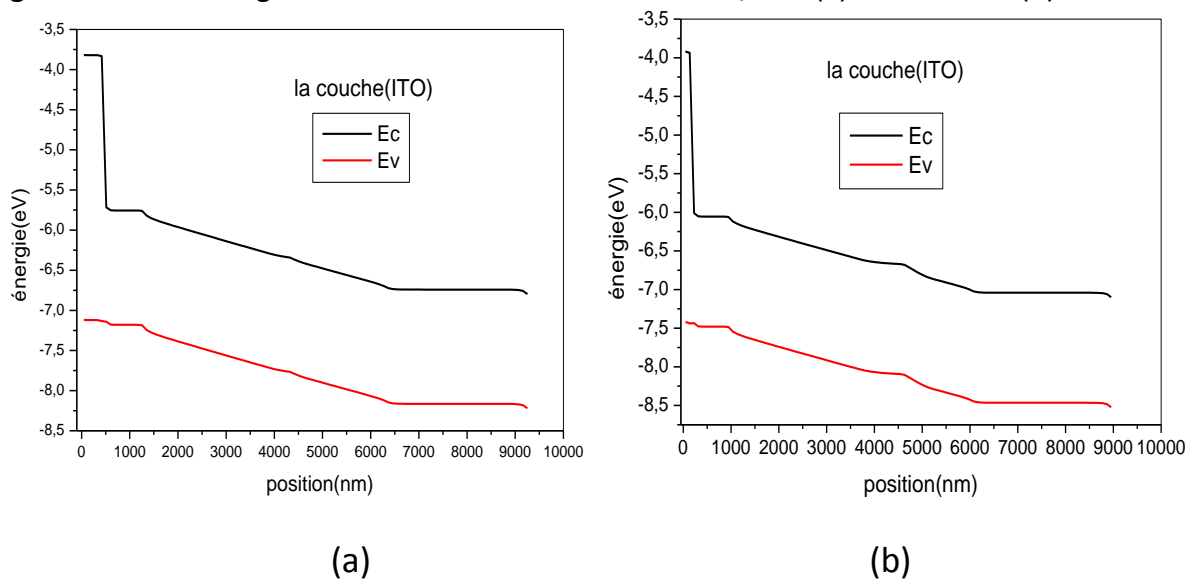 -3,5
-4,0
-4,5
-5,0
-5,5
-6,0
-6,5
-7,0
-7,5
-8,0
-8,5
énergie(eV)
la couche(ITO)
Ec
Ev
0 1000 2000 3000 4000 5000 6000 7000 8000 9000 10000
position(nm)
(a)
-3,5
-4,0
-4,5
-5,0
-5,5
-6,0
-6,5
-7,0
-7,5
-8,0
-8,5
énergie(eV)
la couche(ITO)
Ec
Ev
0 1000 2000 3000 4000 5000 6000 7000 8000 9000 10000
position(nm)
(b)